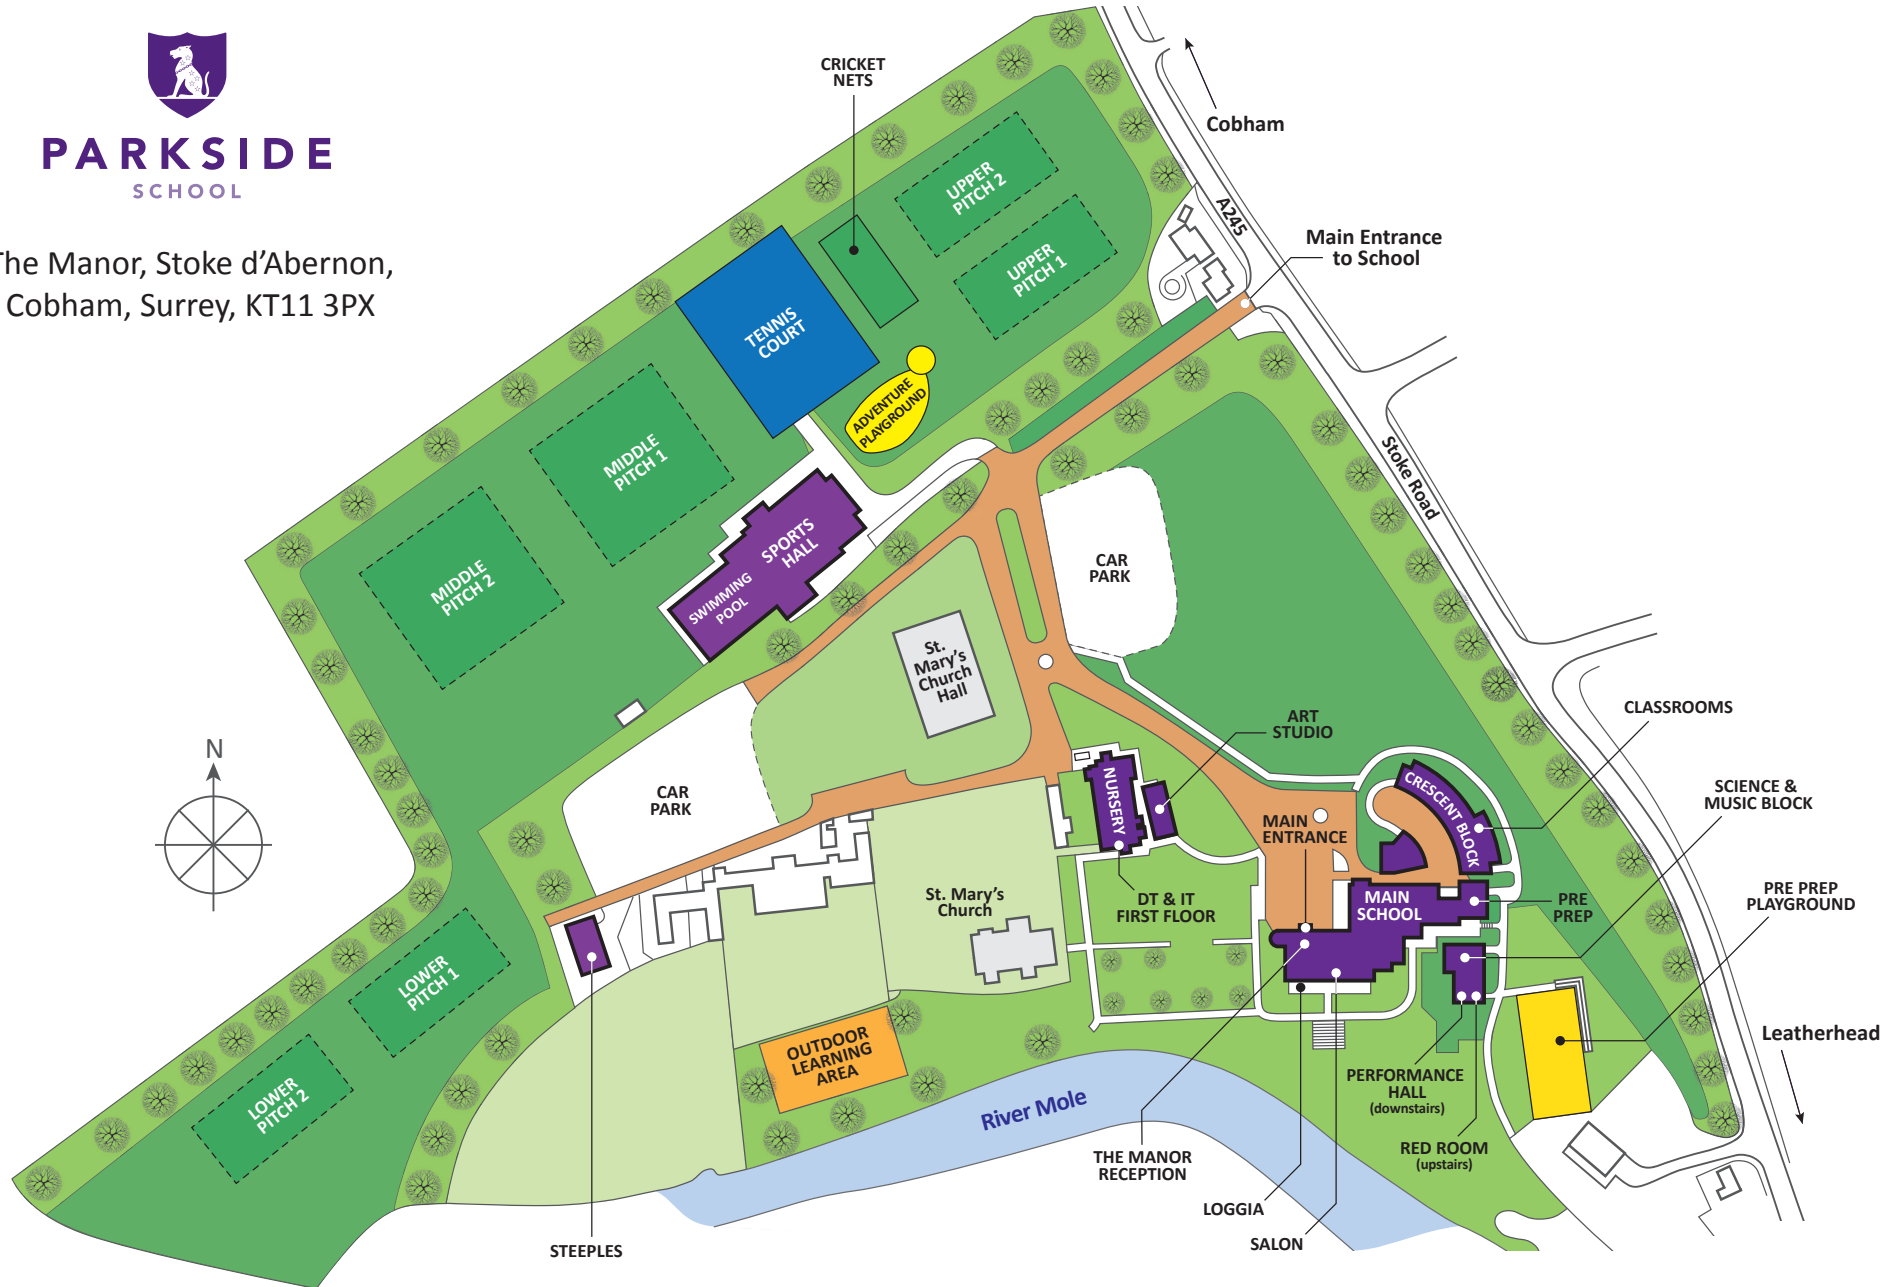 PARKSIDE
SCHOOL
The Manor, Stoke d’Abernon,
Cobham, Surrey, KT11 3PX
CRICKET
NETS
Cobham
UPPER
PITCH 2
UPPER
PITCH 1
A245
Main Entrance
to School
TENNIS
COURT
ADVENTURE
PLAYGROUND
MIDDLE
PITCH 1
MIDDLE
PITCH 2
SPORTS
HALL
SWIMMING
POOL
Stoke Road
CAR
PARK
St.
Mary’s
Church
Hall
ART
STUDIO
CLASSROOMS
N
CAR
PARK
NURSERY
CRESCENT BLOCK
SCIENCE &
MUSIC BLOCK
MAIN
ENTRANCE
DT & IT
FIRST FLOOR
St. Mary’s
Church
MAIN
SCHOOL
PRE
PREP
PRE PREP
PLAYGROUND
LOWER
PITCH 1
LOWER
PITCH 2
OUTDOOR
LEARNING
AREA
River Mole
Leatherhead
PERFORMANCE
HALL
(downstairs)
RED ROOM
(upstairs)
THE MANOR
RECEPTION
LOGGIA
SALON
STEEPLES